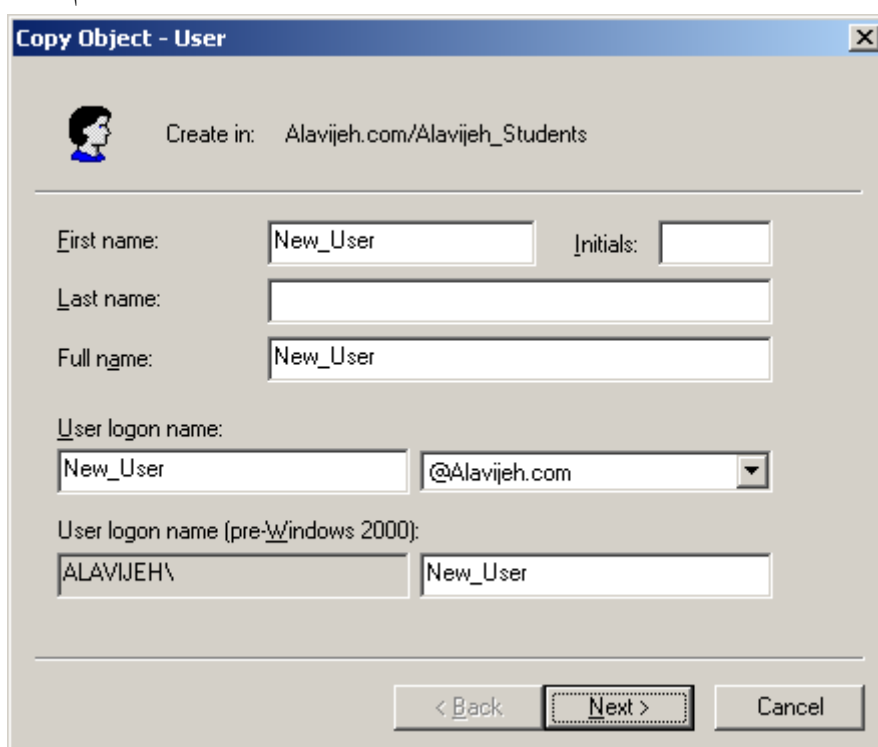 Copy Object - User
Create in: Alavijeh.com/Alavijeh_Students
First name: New_User Initials:
Last name:
Full name: New_User
User logon name:
New_User @Alavijeh.com
User logon name (pre-Windows 2000):
ALAVIJEH\ New_User
< Back Next > Cancel